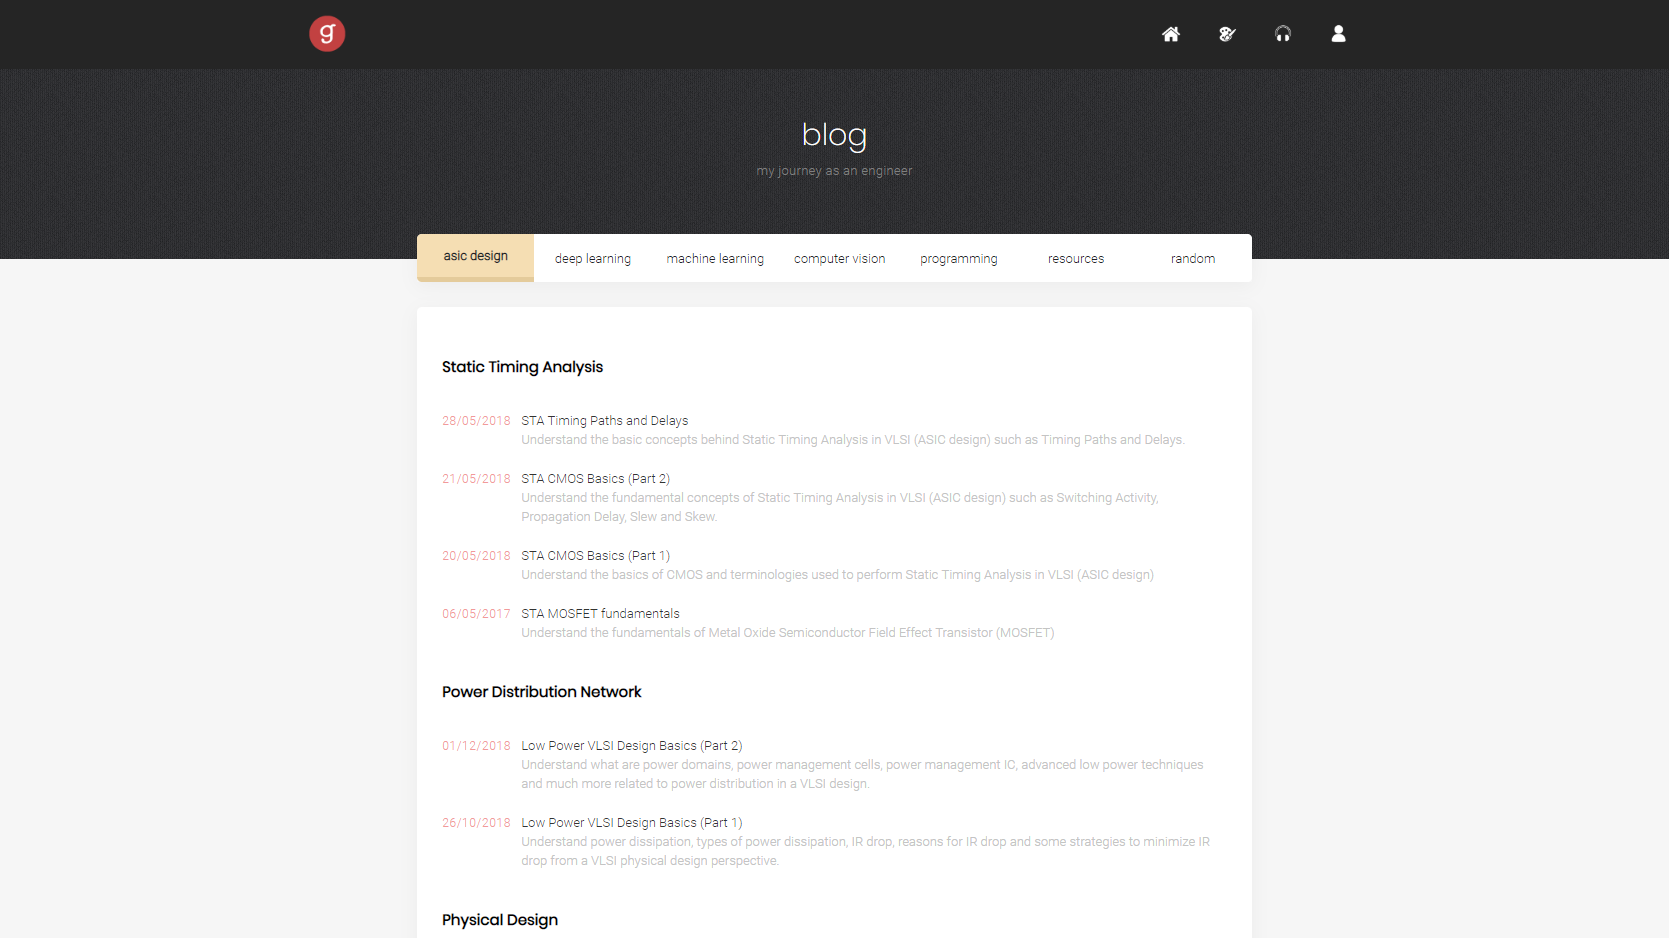 g
blog
my journey as an engineer
asic design deep learning machine learning computer vision programming resources random
Static Timing Analysis
28/05/2018 STA Timing Paths and Delays
Understand the basic concepts behind Static Timing Analysis in VLSI (ASIC design) such as Timing Paths and Delays.
21/05/2018 STA CMOS Basics (Part 2)
Understand the fundamental concepts of Static Timing Analysis in VLSI (ASIC design) such as Switching Activity,
Propagation Delay, Slew and Skew.
20/05/2018 STA CMOS Basics (Part 1)
Understand the basics of CMOS and terminologies used to perform Static Timing Analysis in VLSI (ASIC design)
06/05/2017 STA MOSFET fundamentals
Understand the fundamentals of Metal Oxide Semiconductor Field Effect Transistor (MOSFET)
Power Distribution Network
01/12/2018 Low Power VLSI Design Basics (Part 2)
Understand what are power domains, power management cells, power management IC, advanced low power techniques
and much more related to power distribution in a VLSI design.
26/10/2018 Low Power VLSI Design Basics (Part 1)
Understand power dissipation, types of power dissipation, IR drop, reasons for IR drop and some strategies to minimize IR
drop from a VLSI physical design perspective.
Physical Design